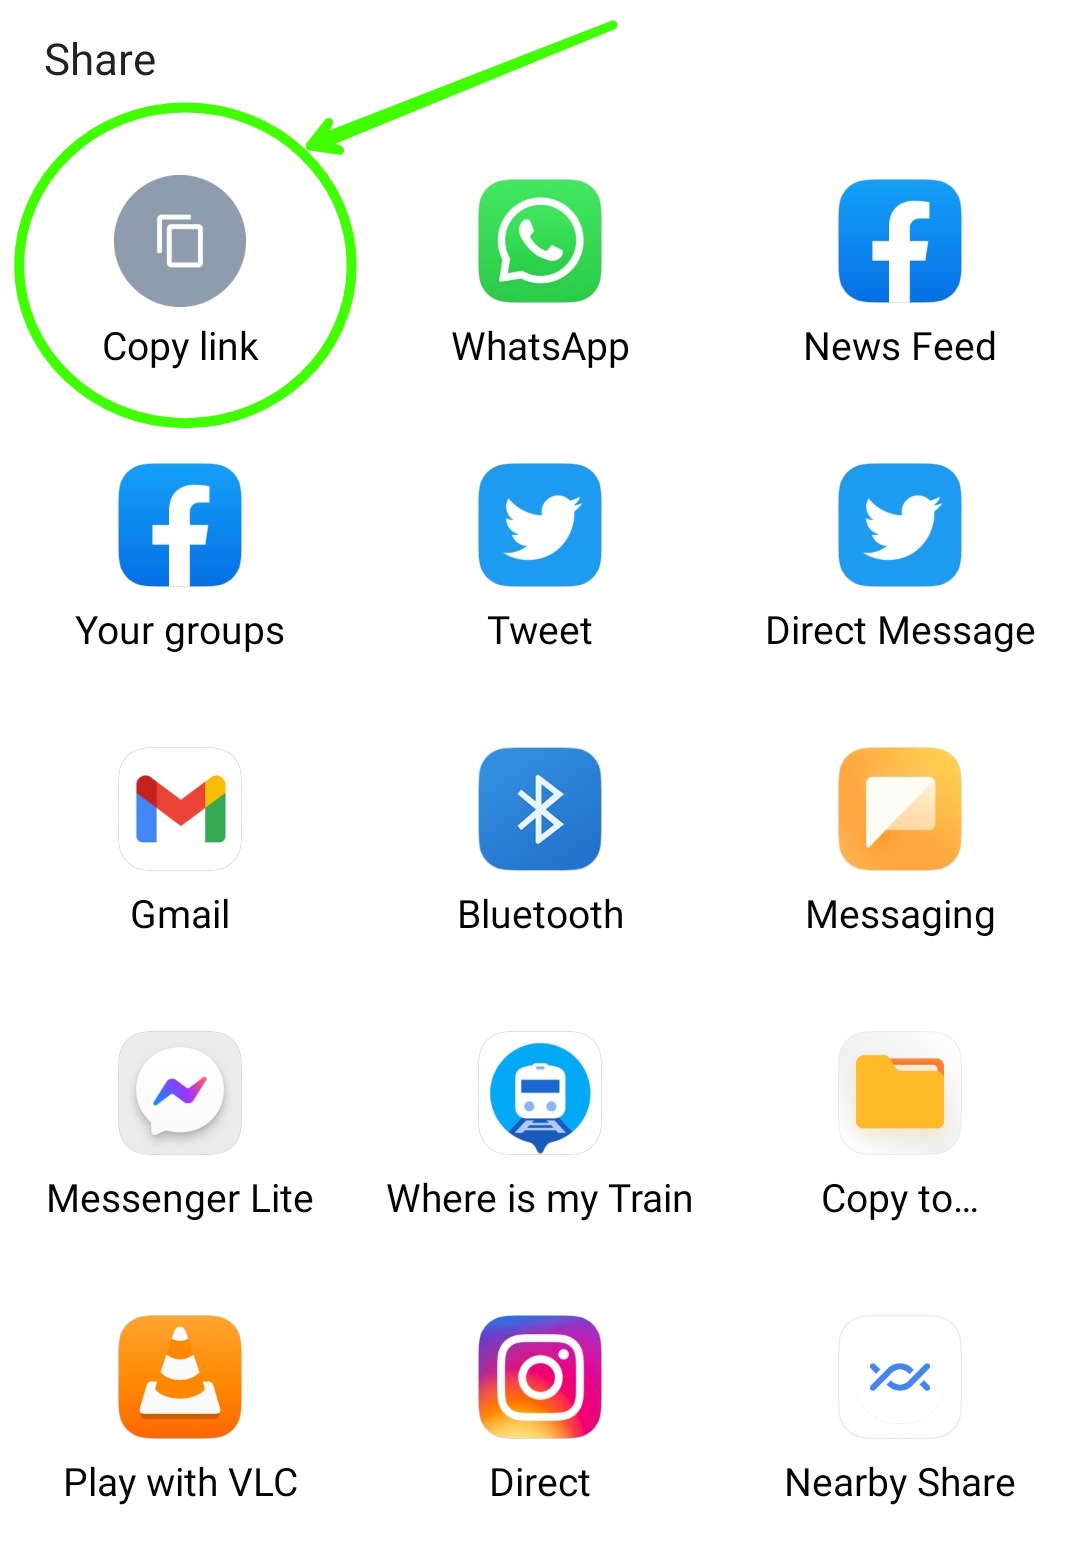 Share
Copy link
WhatsApp
News Feed
Your groups
Tweet
Direct Message
Gmail
Bluetooth
Messaging
Messenger Lite
Where is my Train
Copy to...
Play with VLC
Direct
Nearby Share